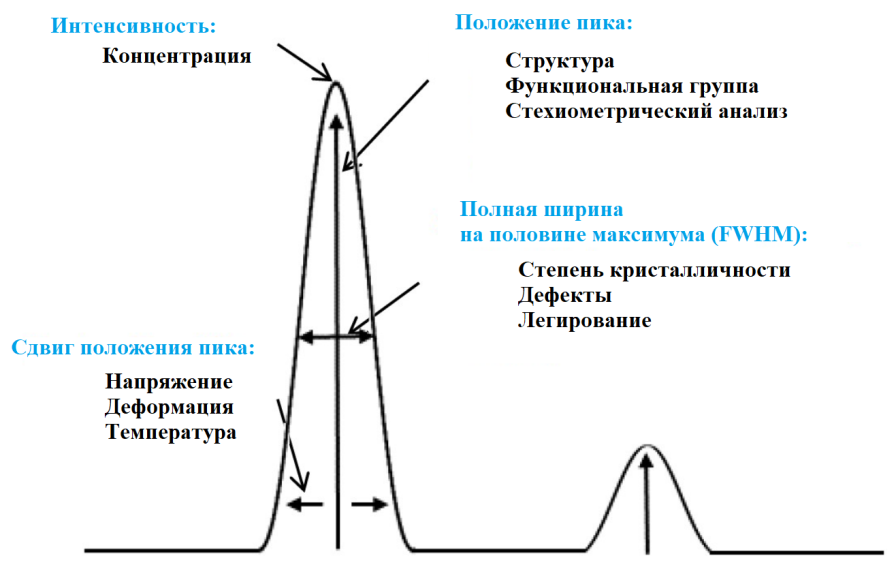 Интенсивность:
Концентрация
Положение пика:
Структура
Функциональная группа
Стехиометрический анализ
Полная ширина
на половине максимума (FWHM):
Степень кристалличности
Дефекты
Легирование
Сдвиг положения пика:
Напряжение
Деформация
Температура